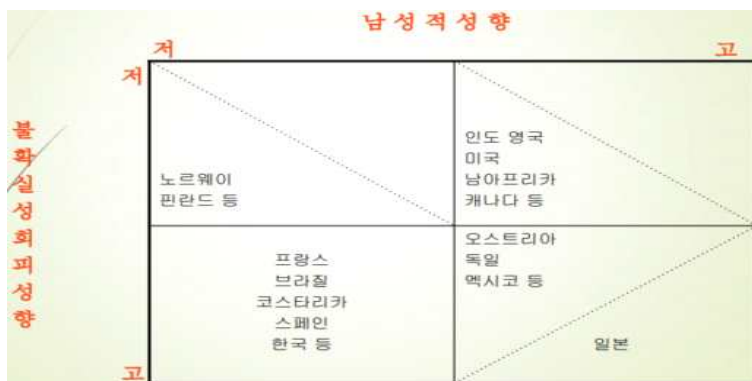 남성적성향
저
고
저
불확실성회피성향
고
노르웨이
핀란드 등
인도 영국
미국
남아프리카
캐나다 등
프랑스
브라질
코스타리카
스페인
한국 등
오스트리아
독일
멕시코 등
일본